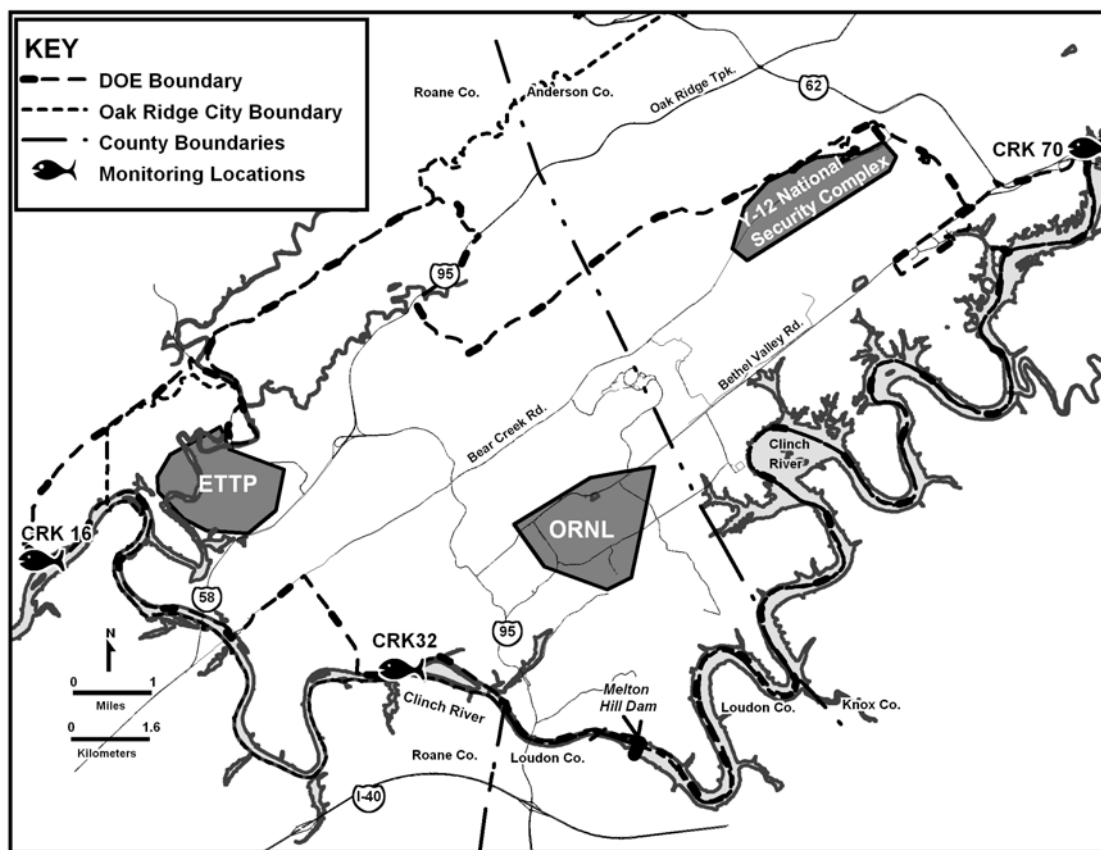 KEY
DOE Boundary
Oak Ridge City Boundary
County Boundaries
Monitoring Locations
Roane Co.
Anderson Co.
Oak Ridge Tpk.
62
CRK 70
Y-12 National
Security Complex
95
Bethel Valley Rd.
Bear Creek Rd.
Clinch
River
ETTP
ORNL
CRK 16
58
95
CRK32
N
0 1
Miles
0 1.6
Kilometers
Clinch River
Melton
Hill Dam
Loudon Co.
Knox Co.
Roane Co.
Loudon Co.
I-40